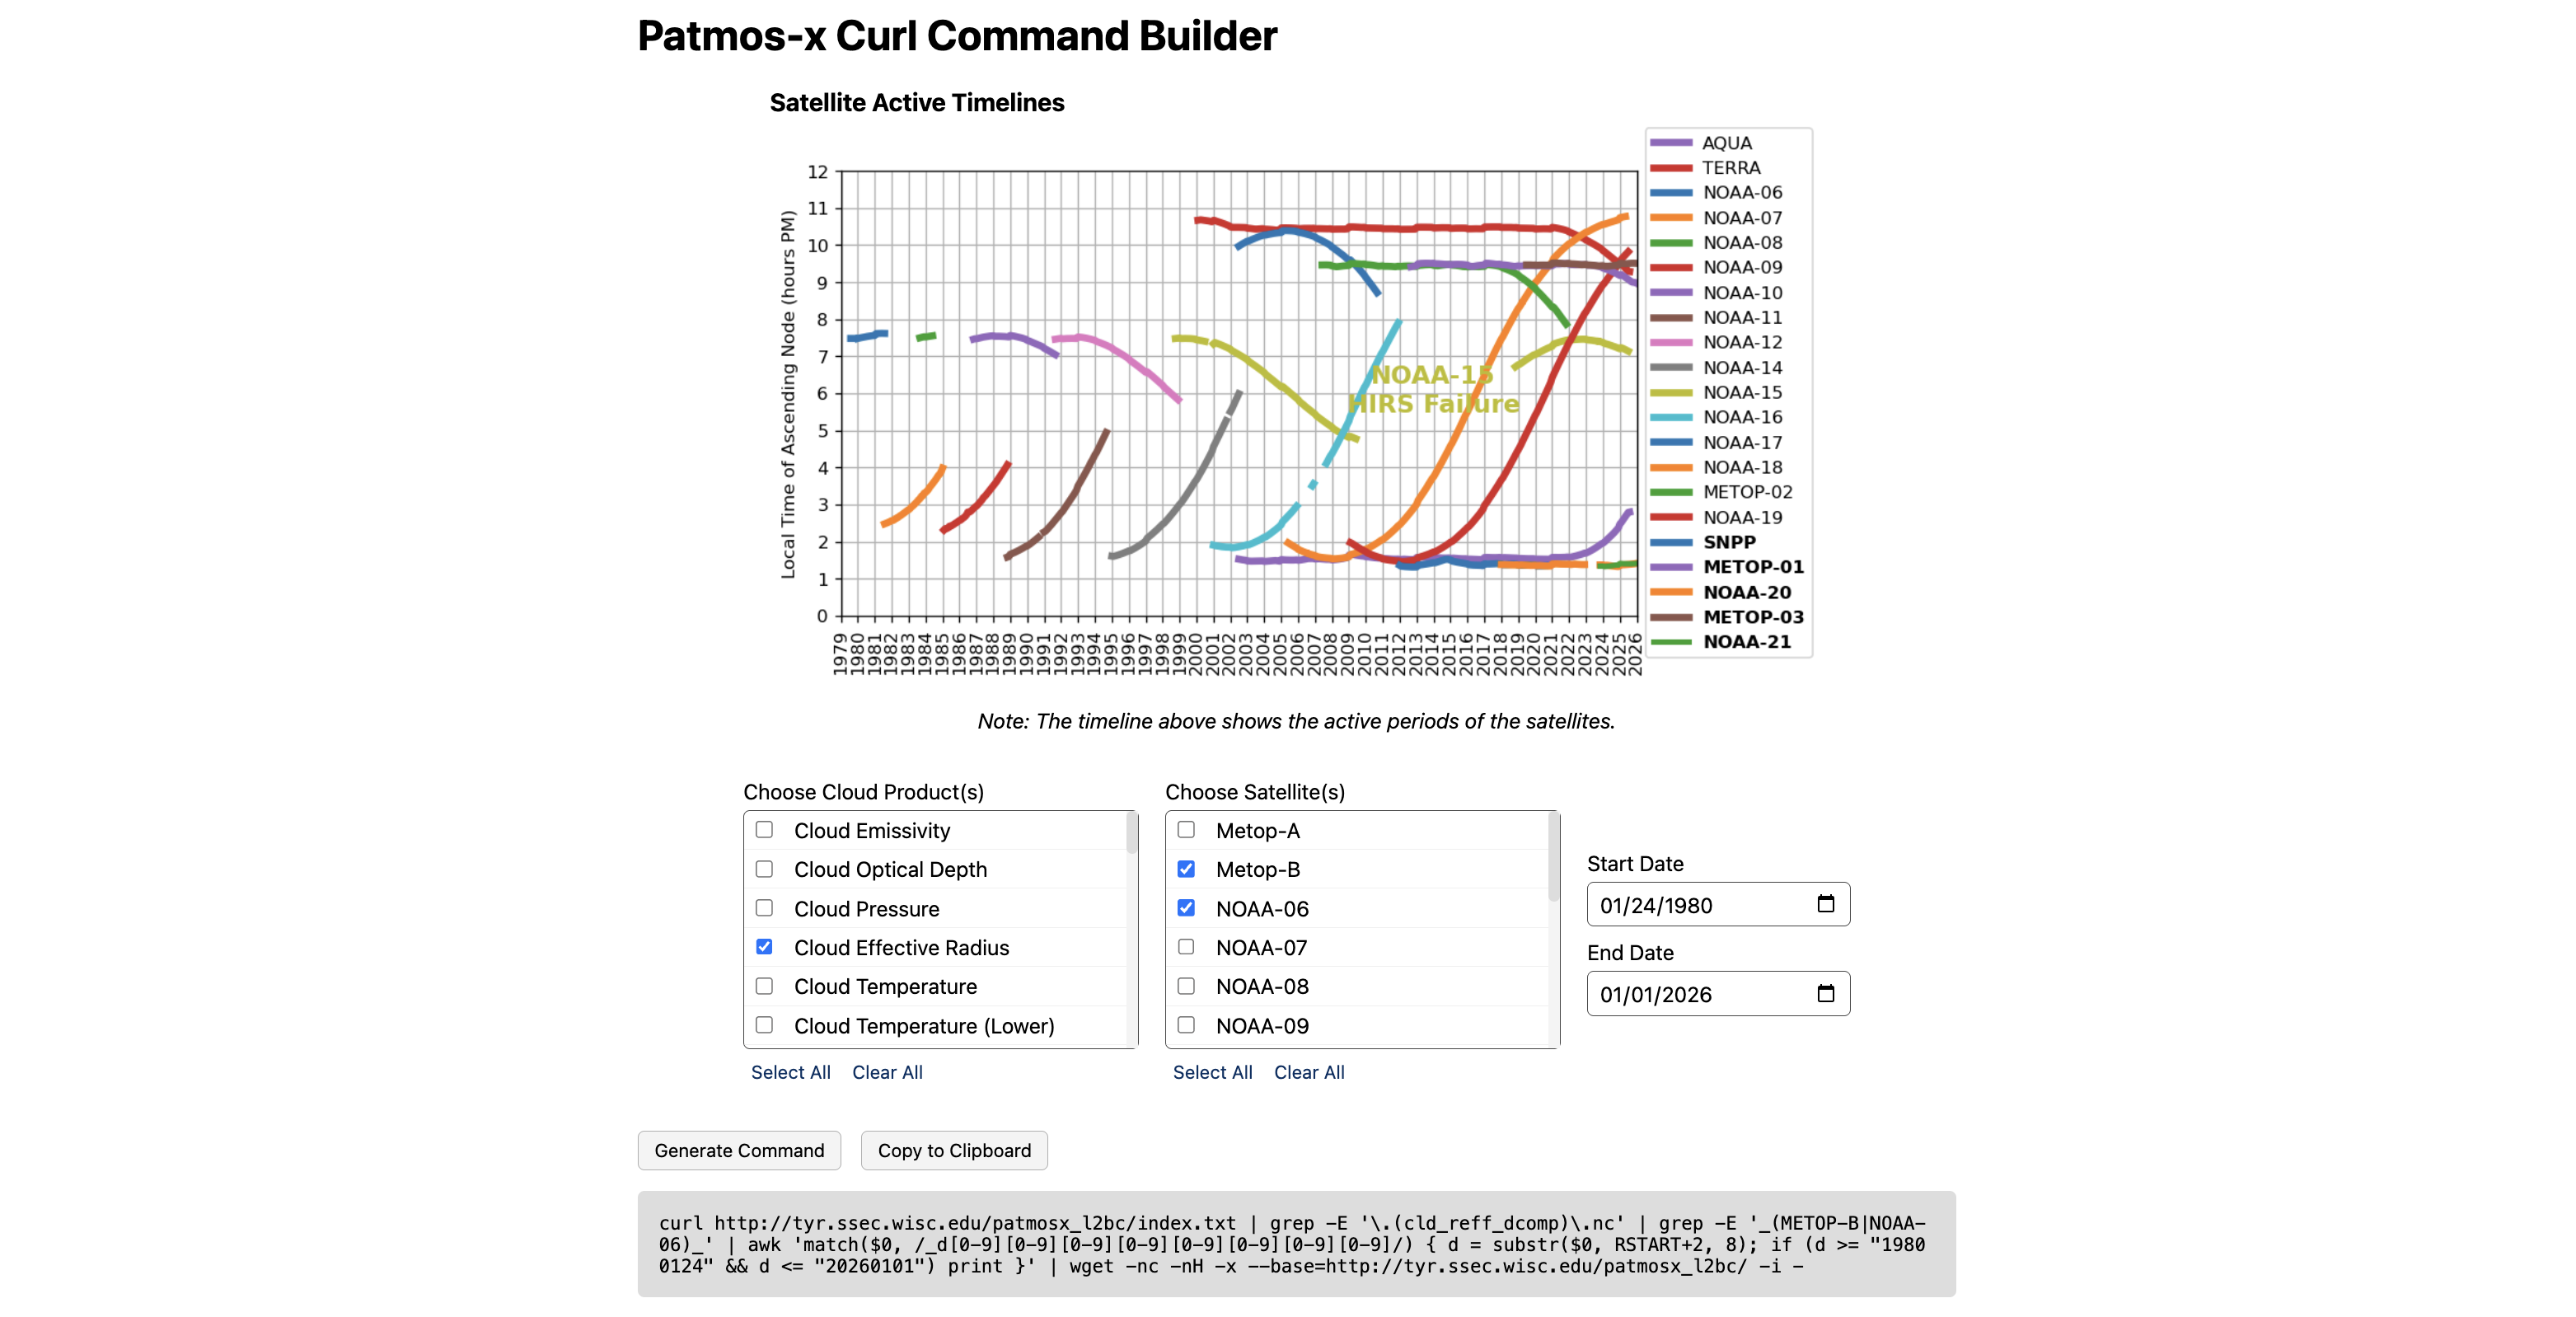 Patmos-x Curl Command Builder
Satellite Active Timelines
Local Time of Ascending Node (hours PM)
12
11
10
9
8
7
6
5
4
3
2
1
0
NOAA-15
HIRS Failure
1979
1980
1981
1982
1983
1984
1985
1986
1987
1988
1989
1990
1991
1992
1993
1994
1995
1996
1997
1998
1999
2000
2001
2002
2003
2004
2005
2006
2007
2008
2009
2010
2011
2012
2013
2014
2015
2016
2017
2018
2019
2020
2021
2022
2023
2024
2025
2026
AQUA
TERRA
NOAA-06
NOAA-07
NOAA-08
NOAA-09
NOAA-10
NOAA-11
NOAA-12
NOAA-14
NOAA-15
NOAA-16
NOAA-17
NOAA-18
METOP-02
NOAA-19
SNPP
METOP-01
NOAA-20
METOP-03
NOAA-21
Note: The timeline above shows the active periods of the satellites.
Choose Cloud Product(s)
Cloud Emissivity
Cloud Optical Depth
Cloud Pressure
Cloud Effective Radius
Cloud Temperature
Cloud Temperature (Lower)
Select All Clear All
Choose Satellite(s)
Metop-A
Metop-B
NOAA-06
NOAA-07
NOAA-08
NOAA-09
Select All Clear All
Start Date
01/24/1980
End Date
01/01/2026
Generate Command Copy to Clipboard
curl http://tyr.ssec.wisc.edu/patmosx_l2bc/index.txt | grep -E '\.(cld_reff_dcomp)\.nc' | grep -E '_(METOP-B|NOAA-
06)_' | awk 'match($0, /_d[0-9][0-9][0-9][0-9][0-9][0-9][0-9][0-9]/) { d = substr($0, RSTART+2, 8); if (d >= "1980
0124" && d <= "20260101") print }' | wget -nc -nH -x --base=http://tyr.ssec.wisc.edu/patmosx_l2bc/ -i -